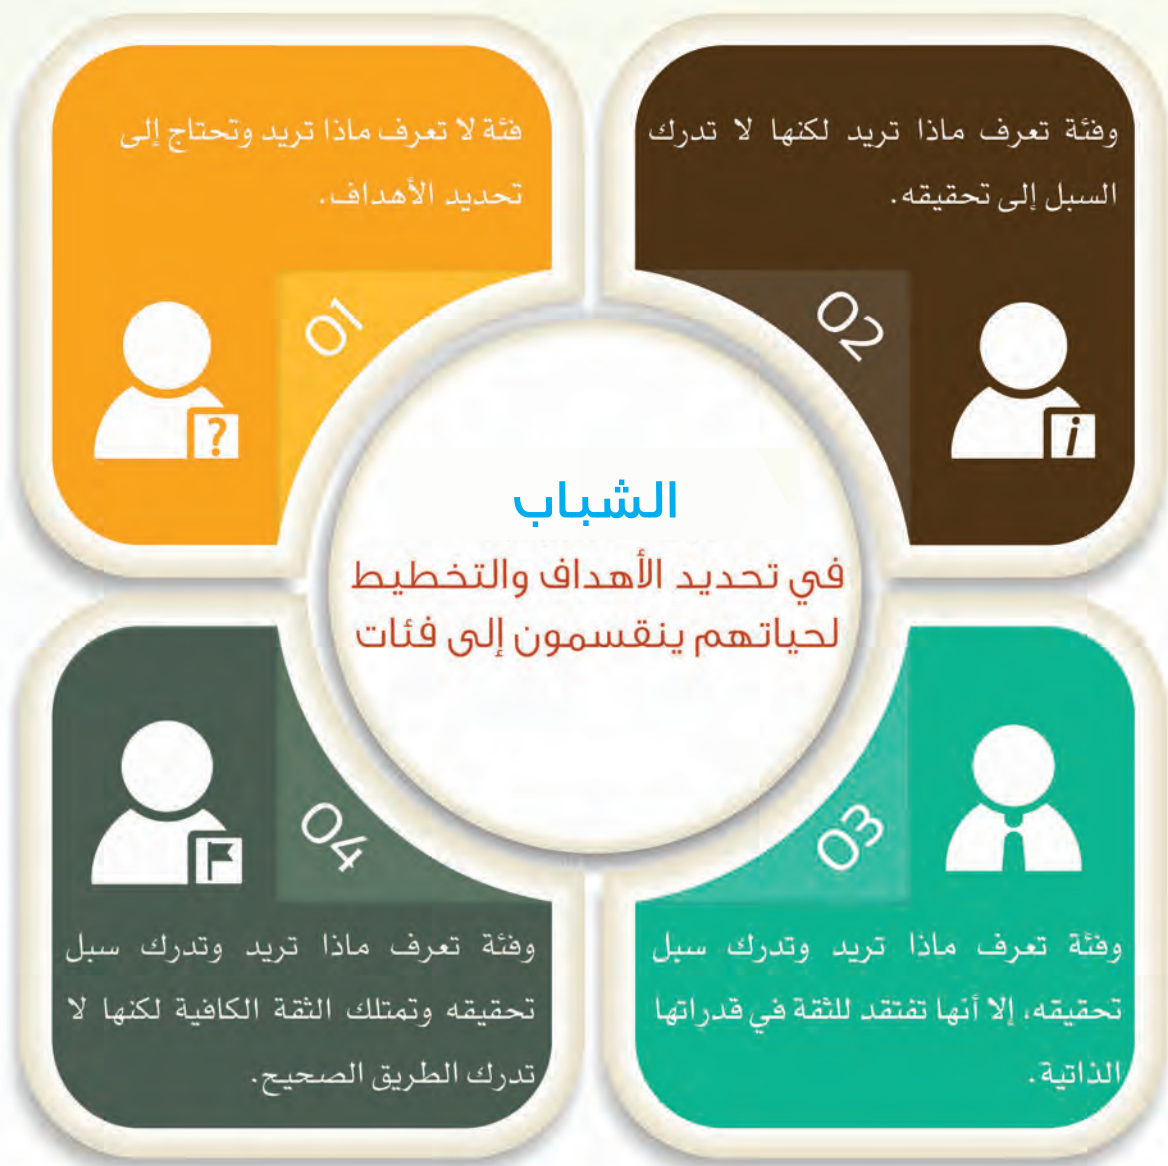 الشباب
في تحديد الأهداف والتخطيط
لحياتهم ينقسمون إلى فئات
01
فئة لا تعرف ماذا تريد وتحتاج إلى
تحديد الأهداف.
?
02
وفئة تعرف ماذا تريد لكنها لا تدرك
السبل إلى تحقيقه.
i
03
وفئة تعرف ماذا تريد وتدرك سبل
تحقيقه، إلا أنها تفتقد للثقة في قدراتها
الذاتية.
04
وفئة تعرف ماذا تريد وتدرك سبل
تحقيقه وتمتلك الثقة الكافية لكنها لا
تدرك الطريق الصحيح.